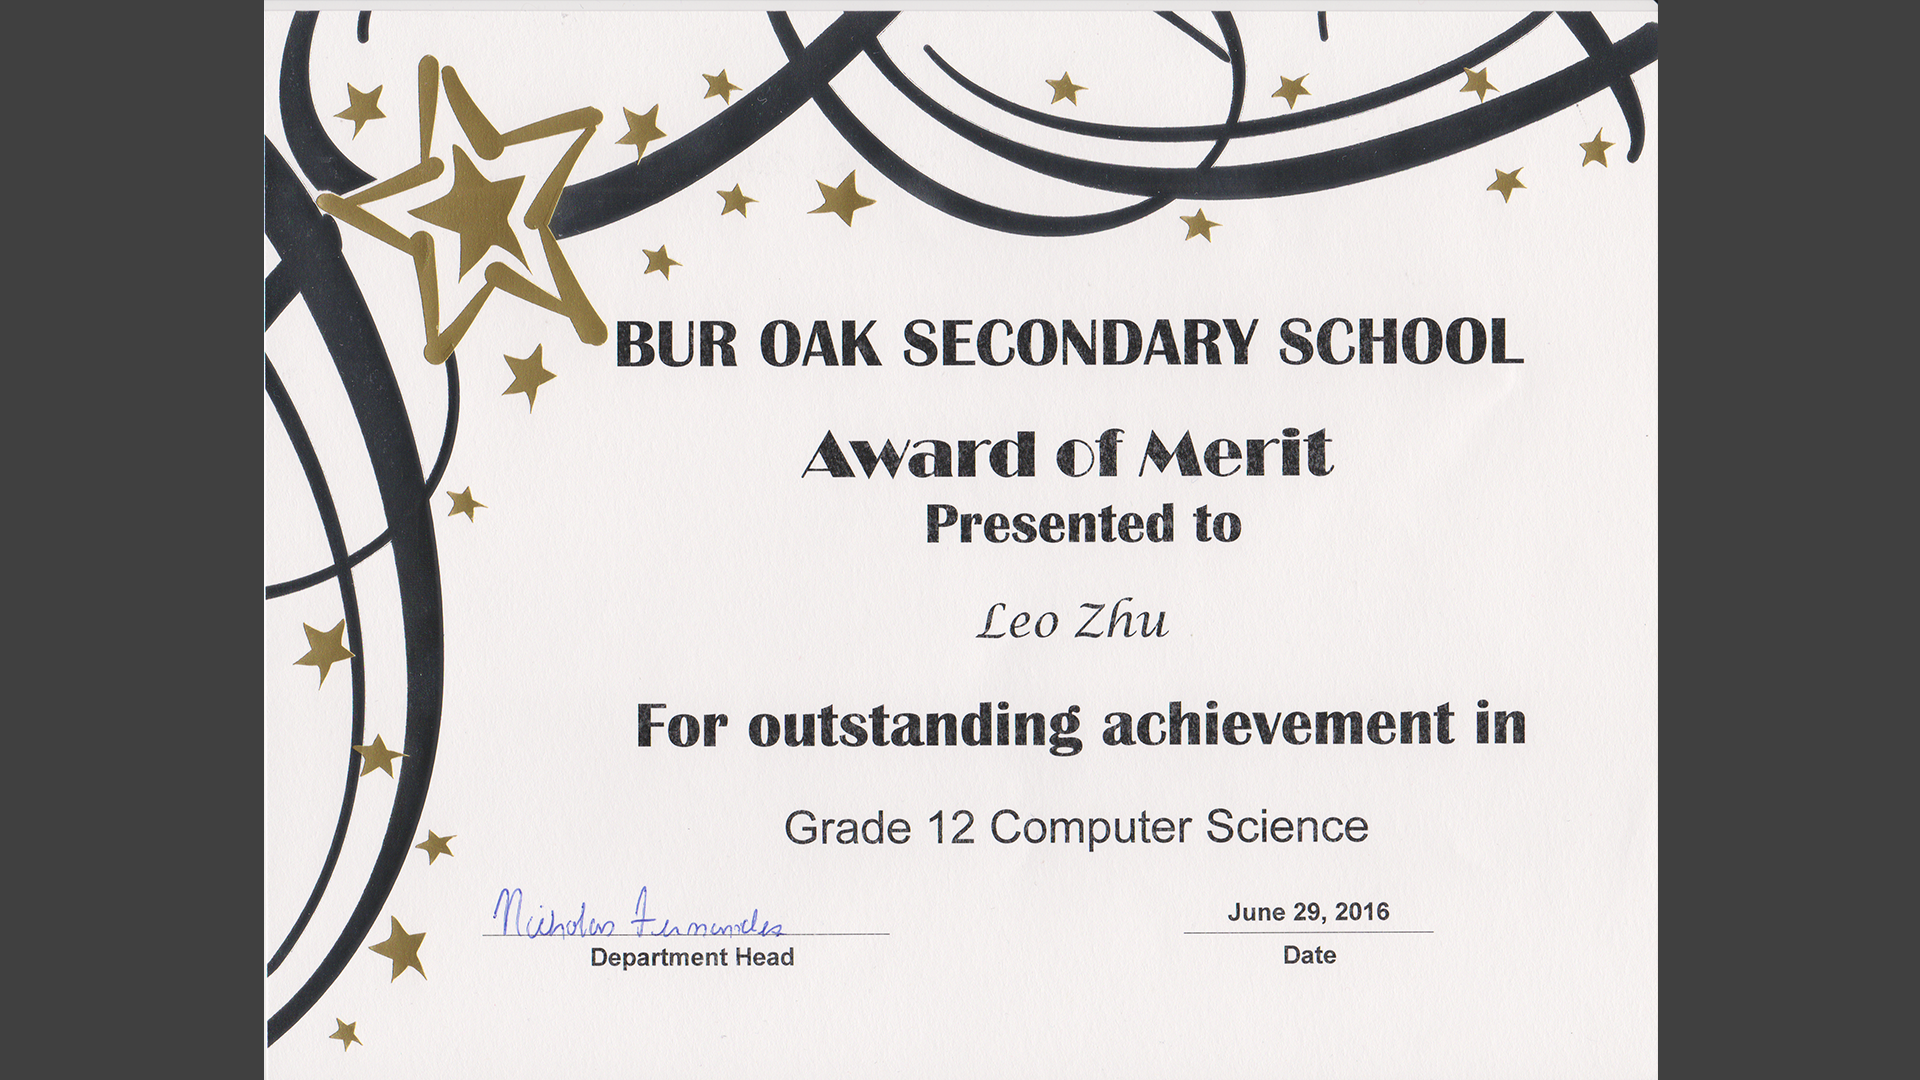 BUR OAK SECONDARY SCHOOL
Award of Merit
Presented to
Leo Zhu
For outstanding achievement in
Grade 12 Computer Science
Nicholas Fernandes
June 29, 2016
Department Head
Date